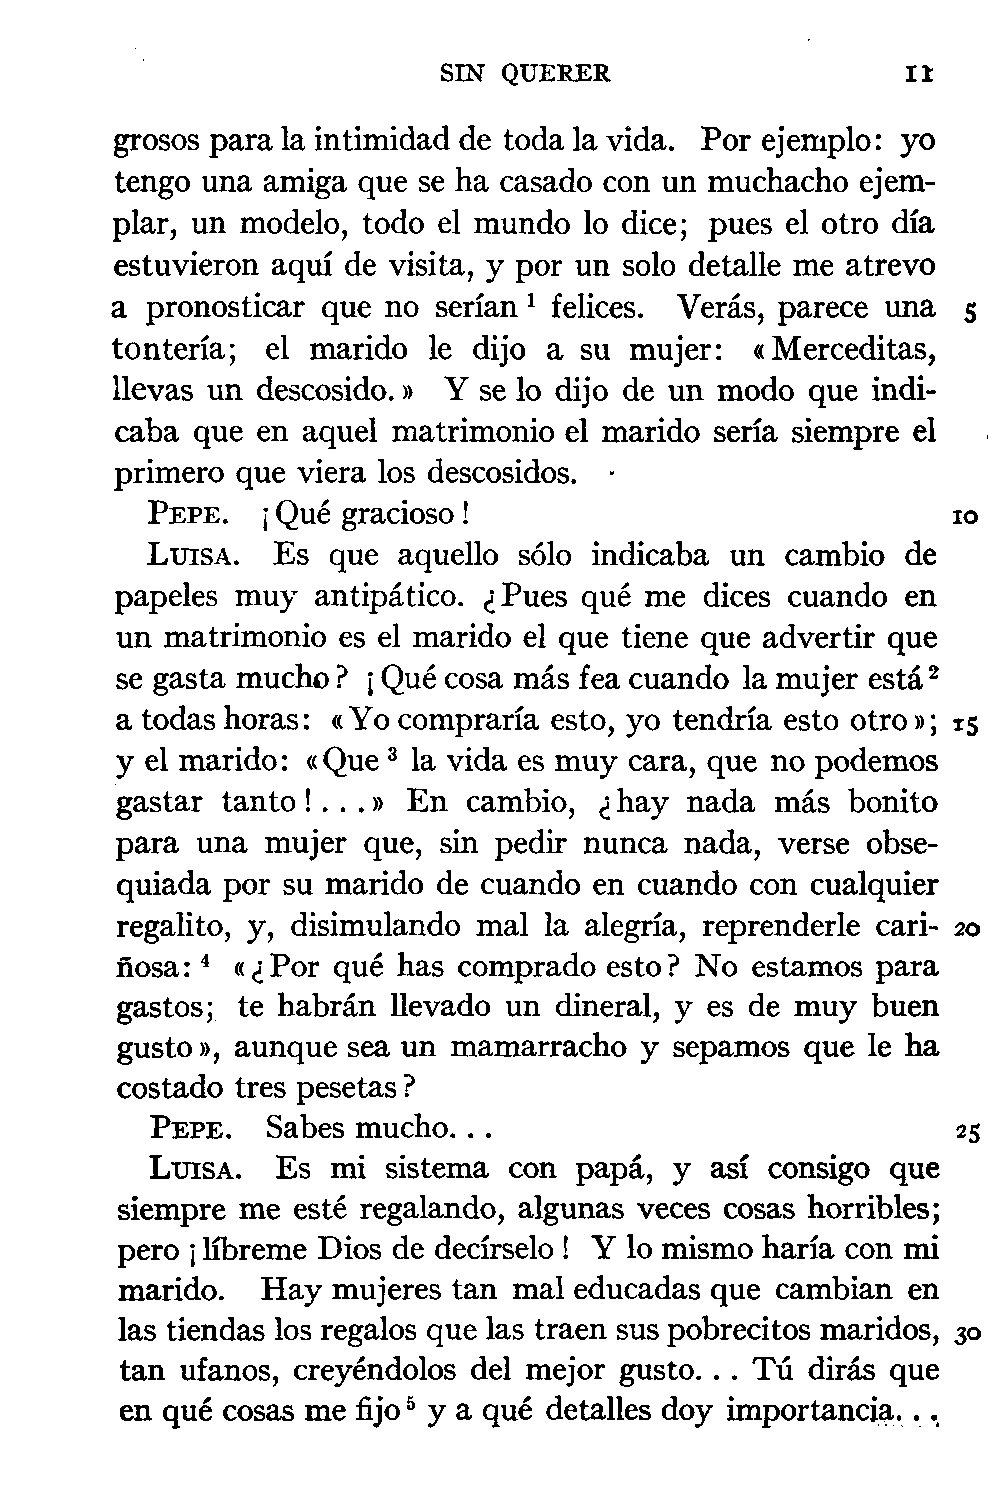 SIN QUERER 11
grosos para la intimidad de toda la vida. Por ejemplo: yo
tengo una amiga que se ha casado con un muchacho ejem-
plar, un modelo, todo el mundo lo dice; pues el otro día
estuvieron aquí de visita, y por un solo detalle me atrevo
a pronosticar que no serían ¹ felices. Verás, parece una 5
tontería; el marido le dijo a su mujer: «Merceditas,
llevas un descosido.» Y se lo dijo de un modo que indi-
caba que en aquel matrimonio el marido sería siempre el
primero que viera los descosidos.
PEPE. ¡Qué gracioso! 10
LUISA. Es que aquello sólo indicaba un cambio de
papeles muy antipático. ¿Pues qué me dices cuando en
un matrimonio es el marido el que tiene que advertir que
se gasta mucho? ¡Qué cosa más fea cuando la mujer está ²
a todas horas: «Yo compraría esto, yo tendría esto otro»; 15
y el marido: «Que ³ la vida es muy cara, que no podemos
gastar tanto!...» En cambio, ¿hay nada más bonito
para una mujer que, sin pedir nunca nada, verse obse-
quiada por su marido de cuando en cuando con cualquier
regalito, y, disimulando mal la alegría, reprenderle cari- 20
ñosa: ⁴ «¿Por qué has comprado esto? No estamos para
gastos; te habrán llevado un dineral, y es de muy buen
gusto», aunque sea un mamarracho y sepamos que le ha
costado tres pesetas?
PEPE. Sabes mucho... 25
LUISA. Es mi sistema con papá, y así consigo que
siempre me esté regalando, algunas veces cosas horribles;
pero ¡líbreme Dios de decírselo! Y lo mismo haría con mi
marido. Hay mujeres tan mal educadas que cambian en
las tiendas los regalos que las traen sus pobrecitos maridos, 30
tan ufanos, creyéndolos del mejor gusto... Tú dirás que
en qué cosas me fijo ⁵ y a qué detalles doy importancia...